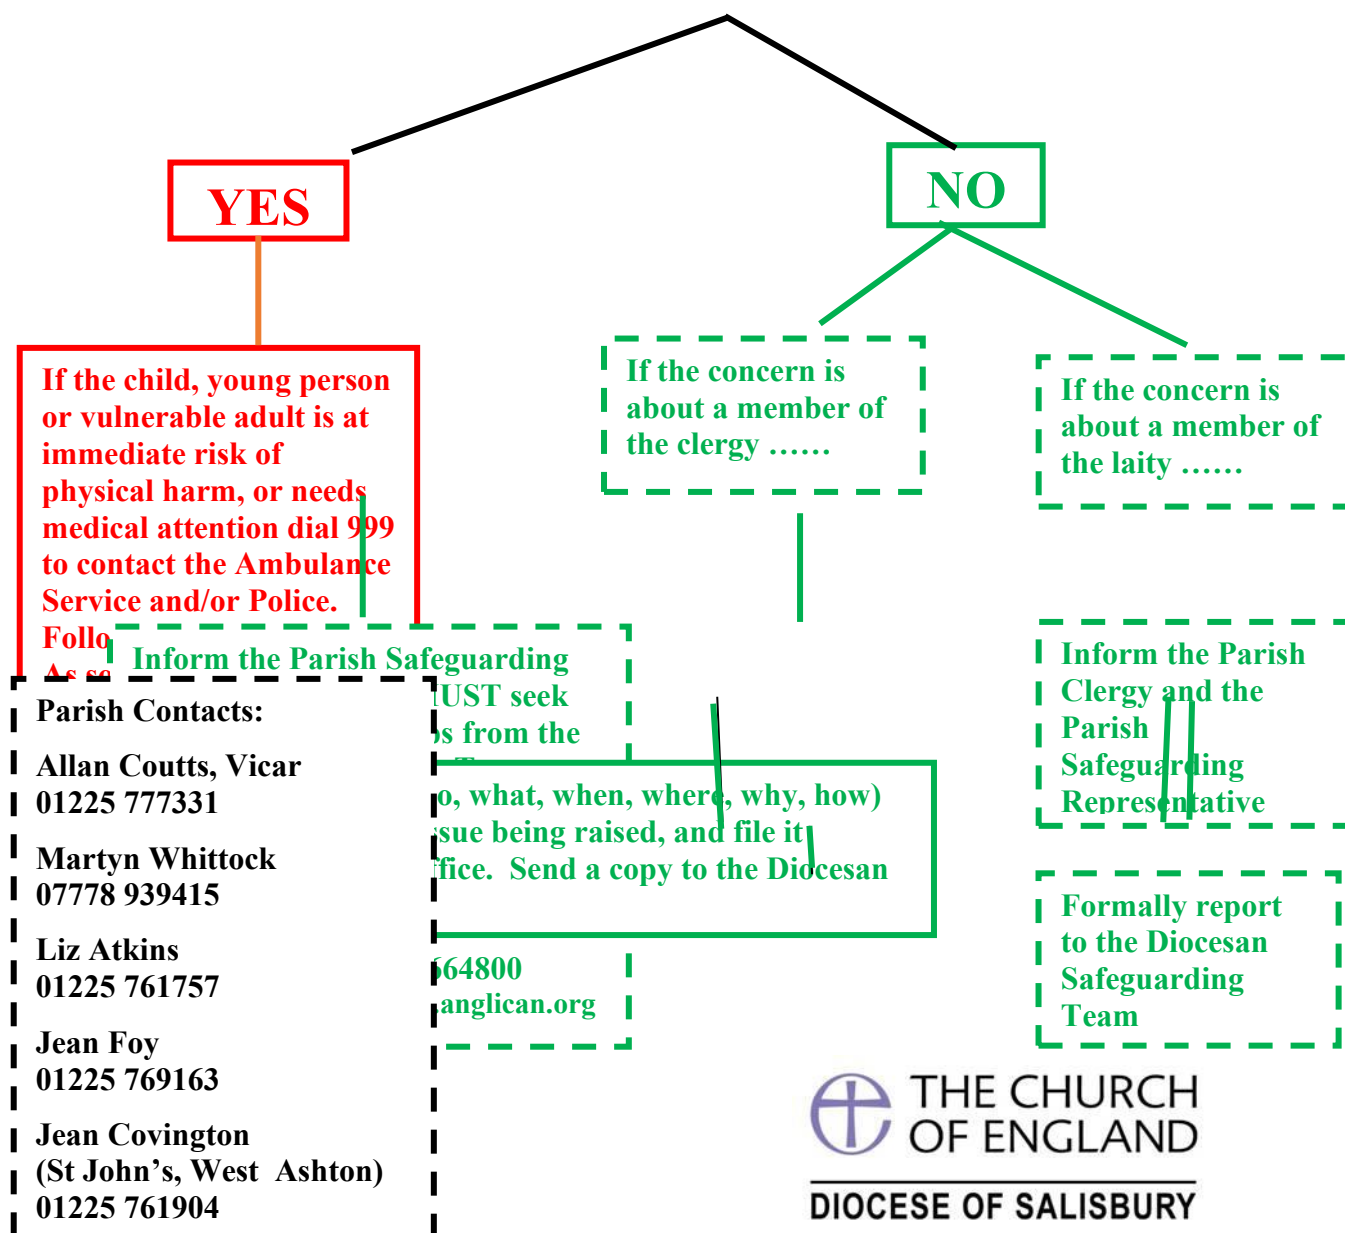 YES
NO
If the child, young person
or vulnerable adult is at
immediate risk of
physical harm, or needs
medical attention dial 999
to contact the Ambulance
Service and/or Police.
If the concern is
about a member of
the clergy ……
If the concern is
about a member of
the laity ……
Inform the Parish Safeguarding
seek
from the
Inform the Parish
Clergy and the
Parish
Safeguarding
Representative
what, when, where, why, how)
being raised, and file it
Send a copy to the Diocesan
664800
.anglican.org
Formally report
to the Diocesan
Safeguarding
Team
Parish Contacts:
Allan Coutts, Vicar
01225 777331
Martyn Whittock
07778 939415
Liz Atkins
01225 761757
Jean Foy
01225 769163
Jean Covington
(St John’s, West Ashton)
01225 761904
THE CHURCH
OF ENGLAND
DIOCESE OF SALISBURY